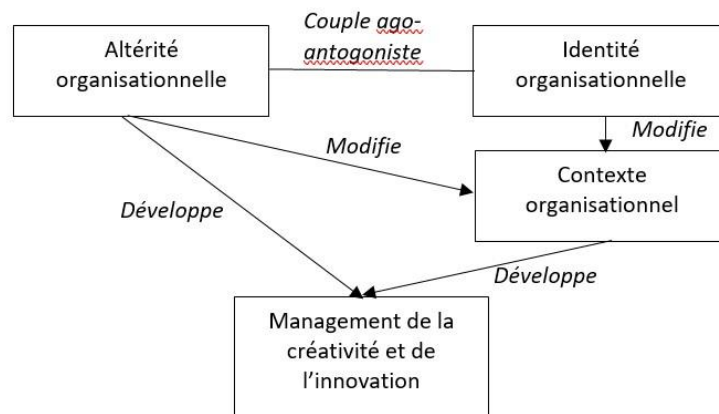 Couple ago-
antogoniste
Altérité
organisationnelle
Identité
organisationnelle
Modifie
Modifie
Contexte
organisationnel
Développe
Développe
Management de la
créativité et de
l’innovation